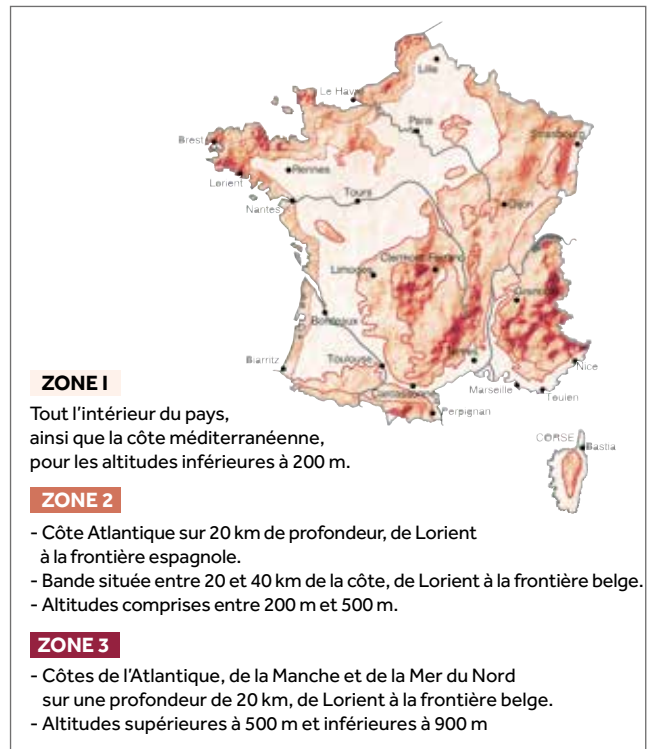 Lille
Le Hav
Paris
Strasbourg
Brest
Rennes
Lorient
Tours
Nantes
Dijon
Clermont Ferrand
Limoges
Grenoble
Bordeaux
Biarritz
Toulouse
Nice
Marseille
Toulen
Carcassonne
Perpignan
CORSE
Bastia
ZONE I
Tout l'intérieur du pays,
ainsi que la côte méditerranéenne,
pour les altitudes inférieures à 200 m.
ZONE 2
- Côte Atlantique sur 20 km de profondeur, de Lorient
à la frontière espagnole.
- Bande située entre 20 et 40 km de la côte, de Lorient à la frontière belge.
- Altitudes comprises entre 200 m et 500 m.
ZONE 3
- Côtes de l'Atlantique, de la Manche et de la Mer du Nord
sur une profondeur de 20 km, de Lorient à la frontière belge.
- Altitudes supérieures à 500 m et inférieures à 900 m